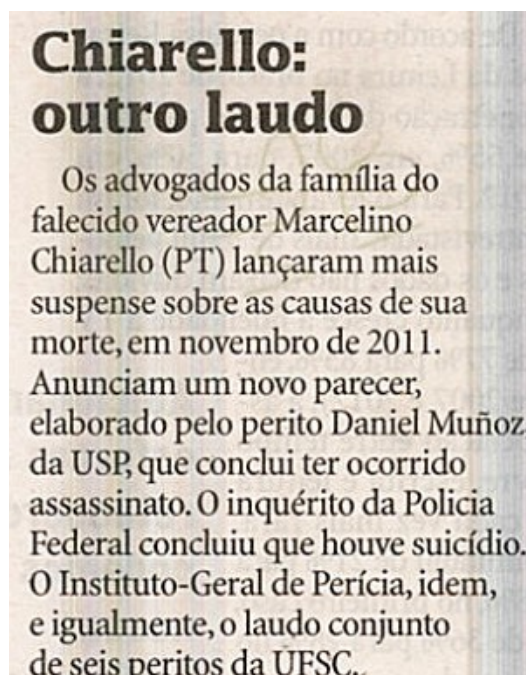 Chiarello:
outro laudo
Os advogados da família do
falecido vereador Marcelino
Chiarello (PT) lançaram mais
suspense sobre as causas de sua
morte, em novembro de 2011.
Anunciam um novo parecer,
elaborado pelo perito Daniel Muñoz
da USP, que conclui ter ocorrido
assassinato. O inquérito da Policia
Federal concluiu que houve suicídio.
O Instituto-Geral de Perícia, idem,
e igualmente, o laudo conjunto
de seis peritos da UFSC.